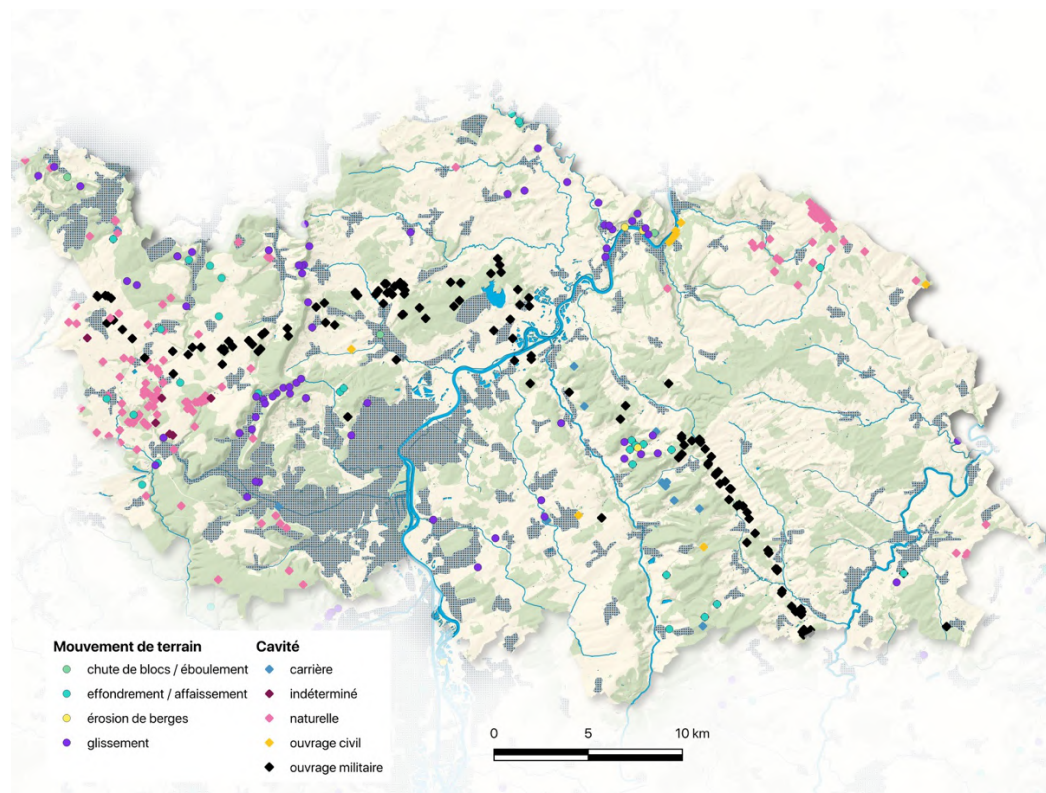 Mouvement de terrain
chute de blocs / éboulement
effondrement / affaissement
érosion de berges
glissement
Cavité
carrière
indéterminé
naturelle
ouvrage civil
ouvrage militaire
0 5 10 km